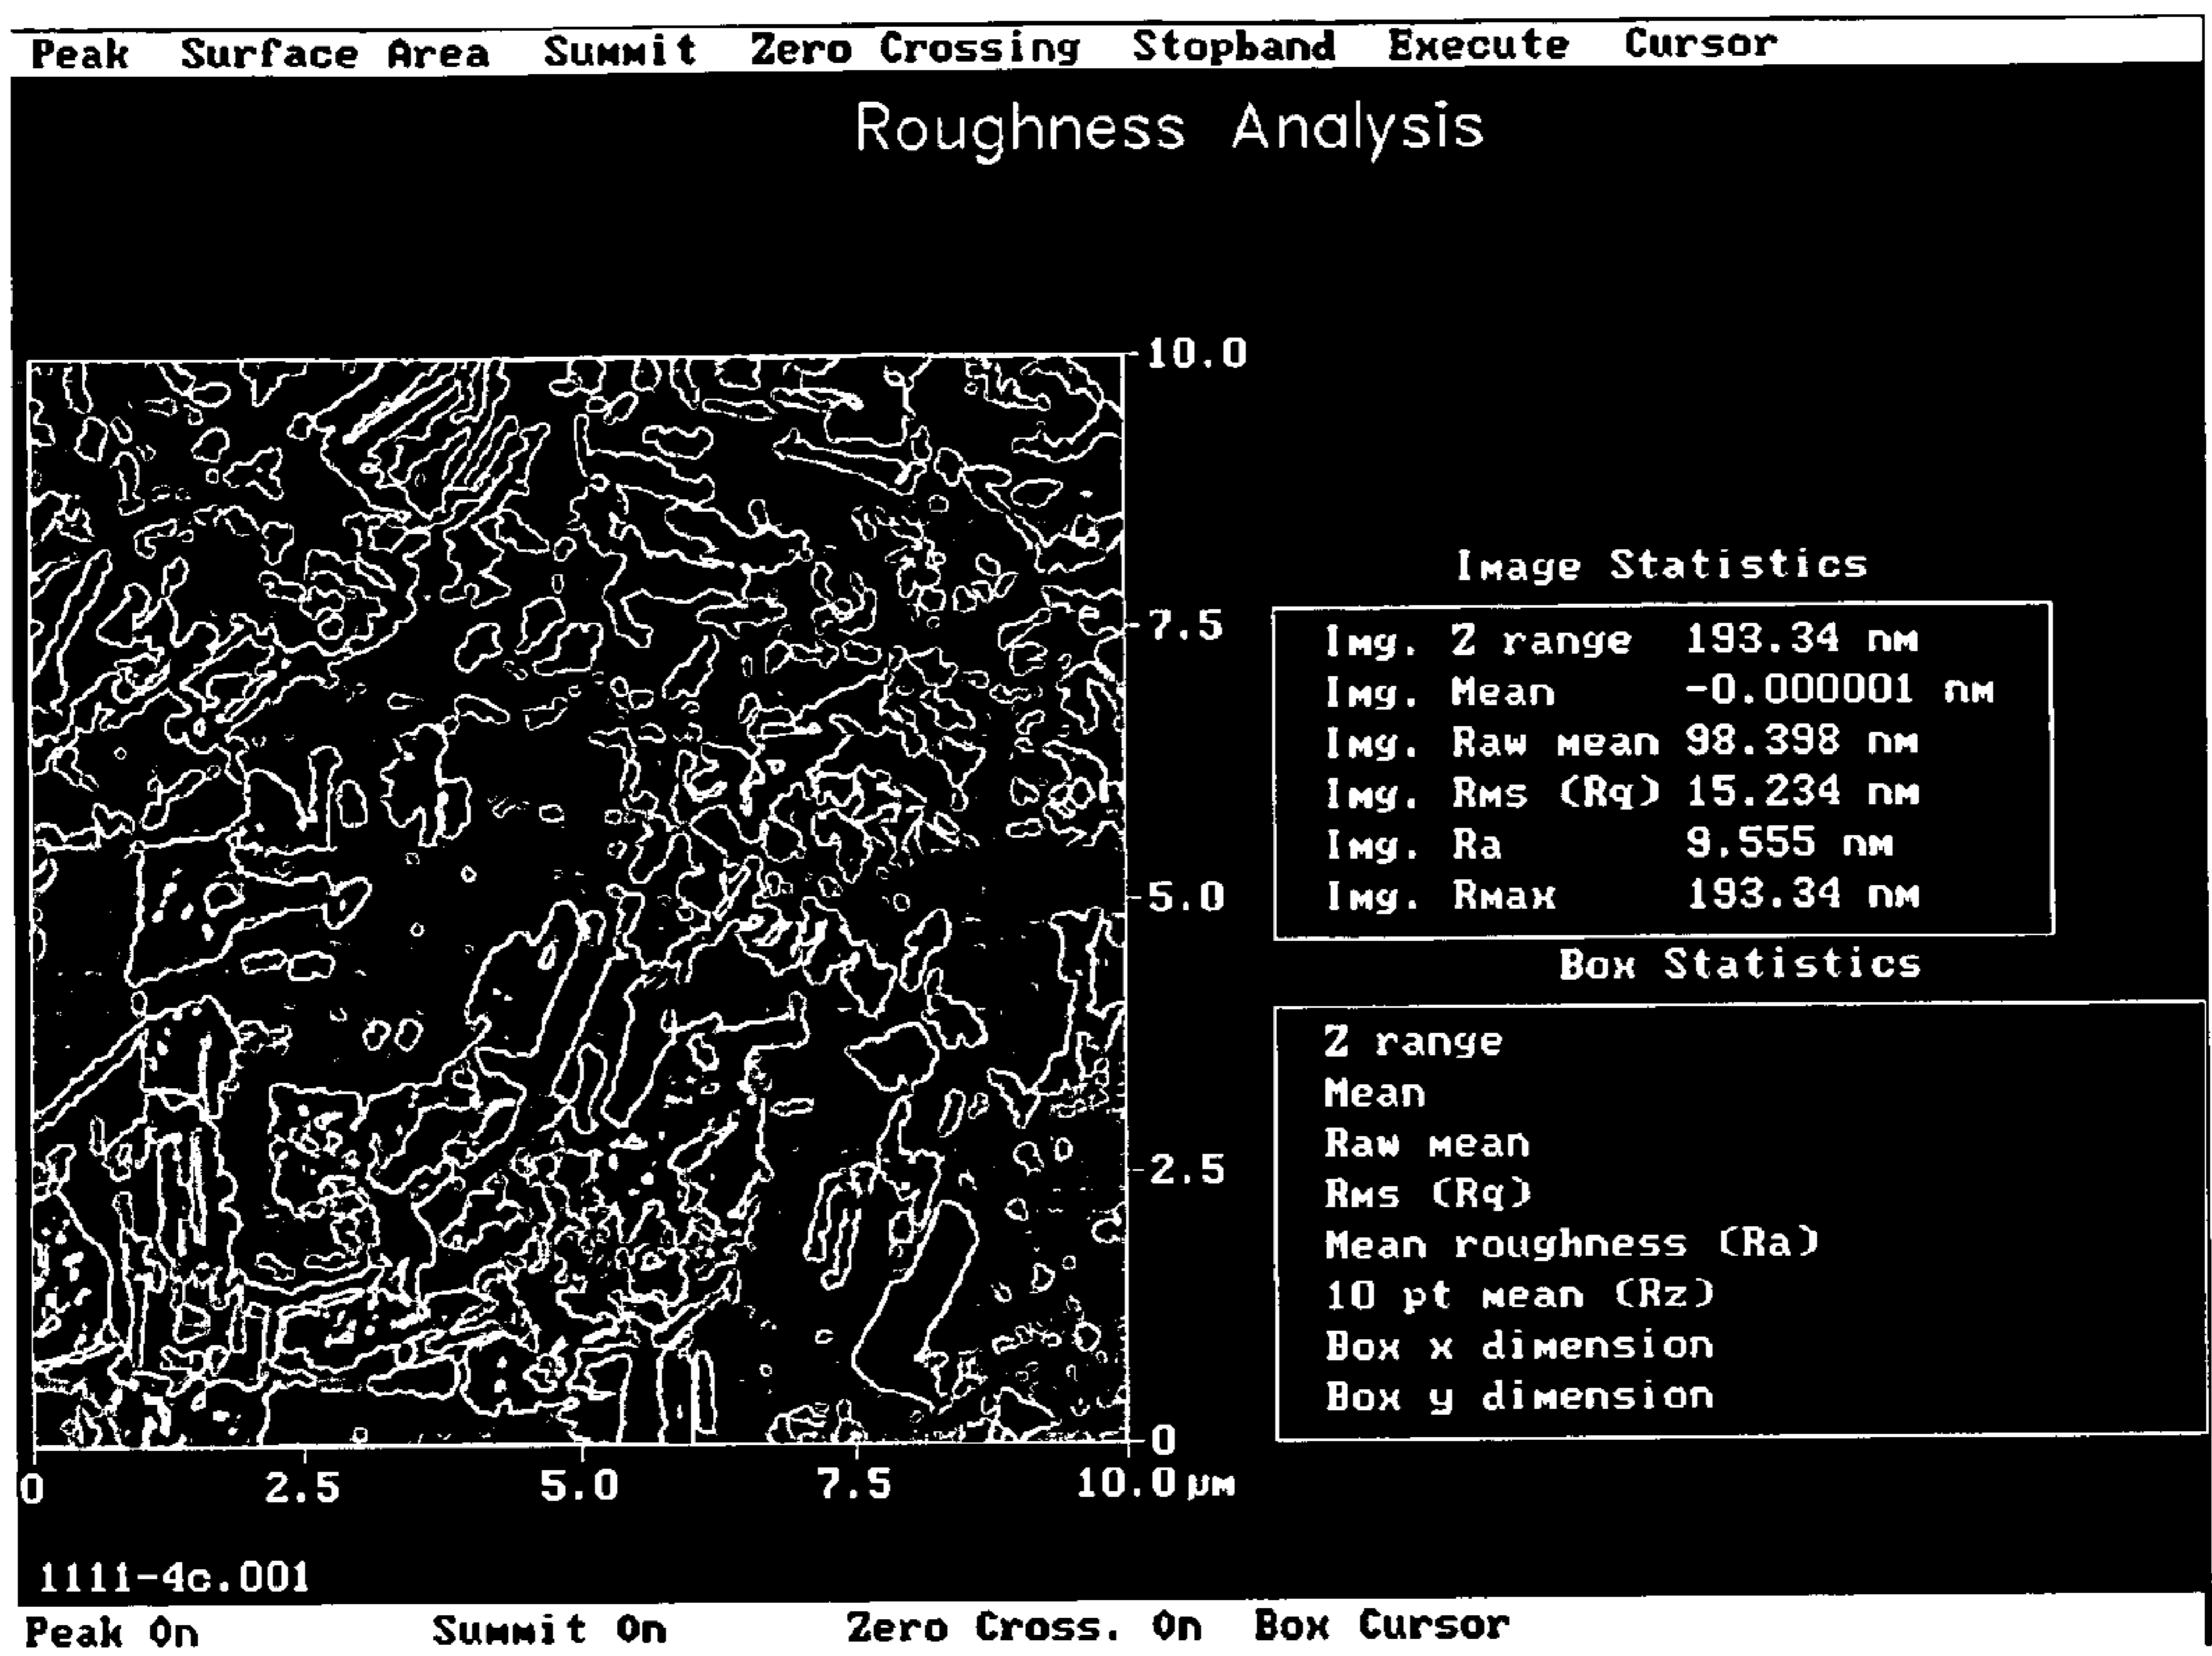 Peak Surface Area Summit Zero Crossing Stopband Execute Cursor
Roughness Analysis
10.0
7.5
5.0
2.5
0
0 2.5 5.0 7.5 10.0 µm
Image Statistics
Img. Z range 193.34 nm
Img. Mean -0.000001 nm
Img. Raw mean 98.398 nm
Img. Rms (Rq) 15.234 nm
Img. Ra 9.555 nm
Img. Rmax 193.34 nm
Box Statistics
Z range
Mean
Raw mean
Rms (Rq)
Mean roughness (Ra)
10 pt mean (Rz)
Box x dimension
Box y dimension
1111-4c.001
Peak On Summit On Zero Cross. On Box Cursor